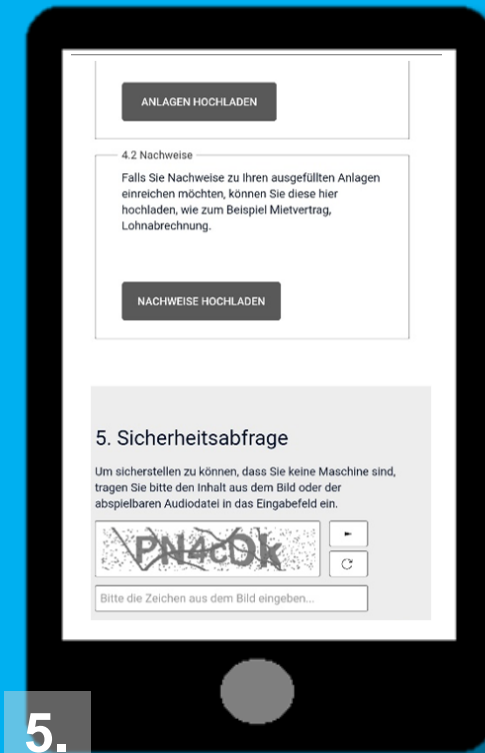 ANLAGEN HOCHLADEN
4.2 Nachweise
Falls Sie Nachweise zu Ihren ausgefüllten Anlagen
einreichen möchten, können Sie diese hier
hochladen, wie zum Beispiel Mietvertrag,
Lohnabrechnung.
NACHWEISE HOCHLADEN
5. Sicherheitsabfrage
Um sicherstellen zu können, dass Sie keine Maschine sind,
tragen Sie bitte den Inhalt aus dem Bild oder der
abspielbaren Audiodatei in das Eingabefeld ein.
PN4cDk
Bitte die Zeichen aus dem Bild eingeben...
5.